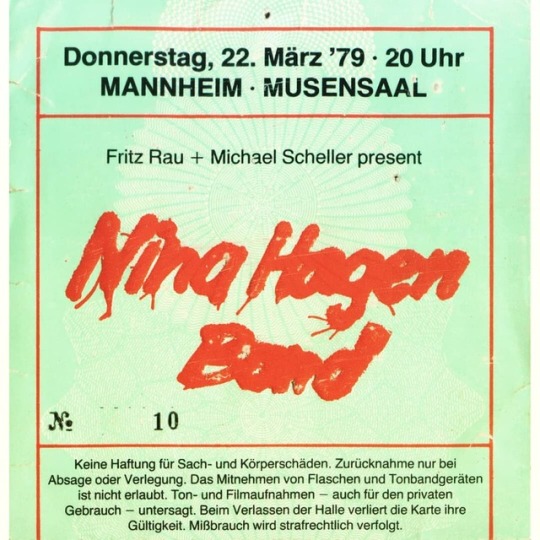 Donnerstag, 22. März '79 · 20 Uhr
MANNHEIM · MUSENSAAL
Fritz Rau + Michael Scheller present
Nina Hagen
Band
№ 10
Keine Haftung für Sach- und Körperschäden. Zurücknahme nur bei
Absage oder Verlegung. Das Mitnehmen von Flaschen und Tonbandgeräten
ist nicht erlaubt. Ton- und Filmaufnahmen – auch für den privaten
Gebrauch – untersagt. Beim Verlassen der Halle verliert die Karte ihre
Gültigkeit. Mißbrauch wird strafrechtlich verfolgt.